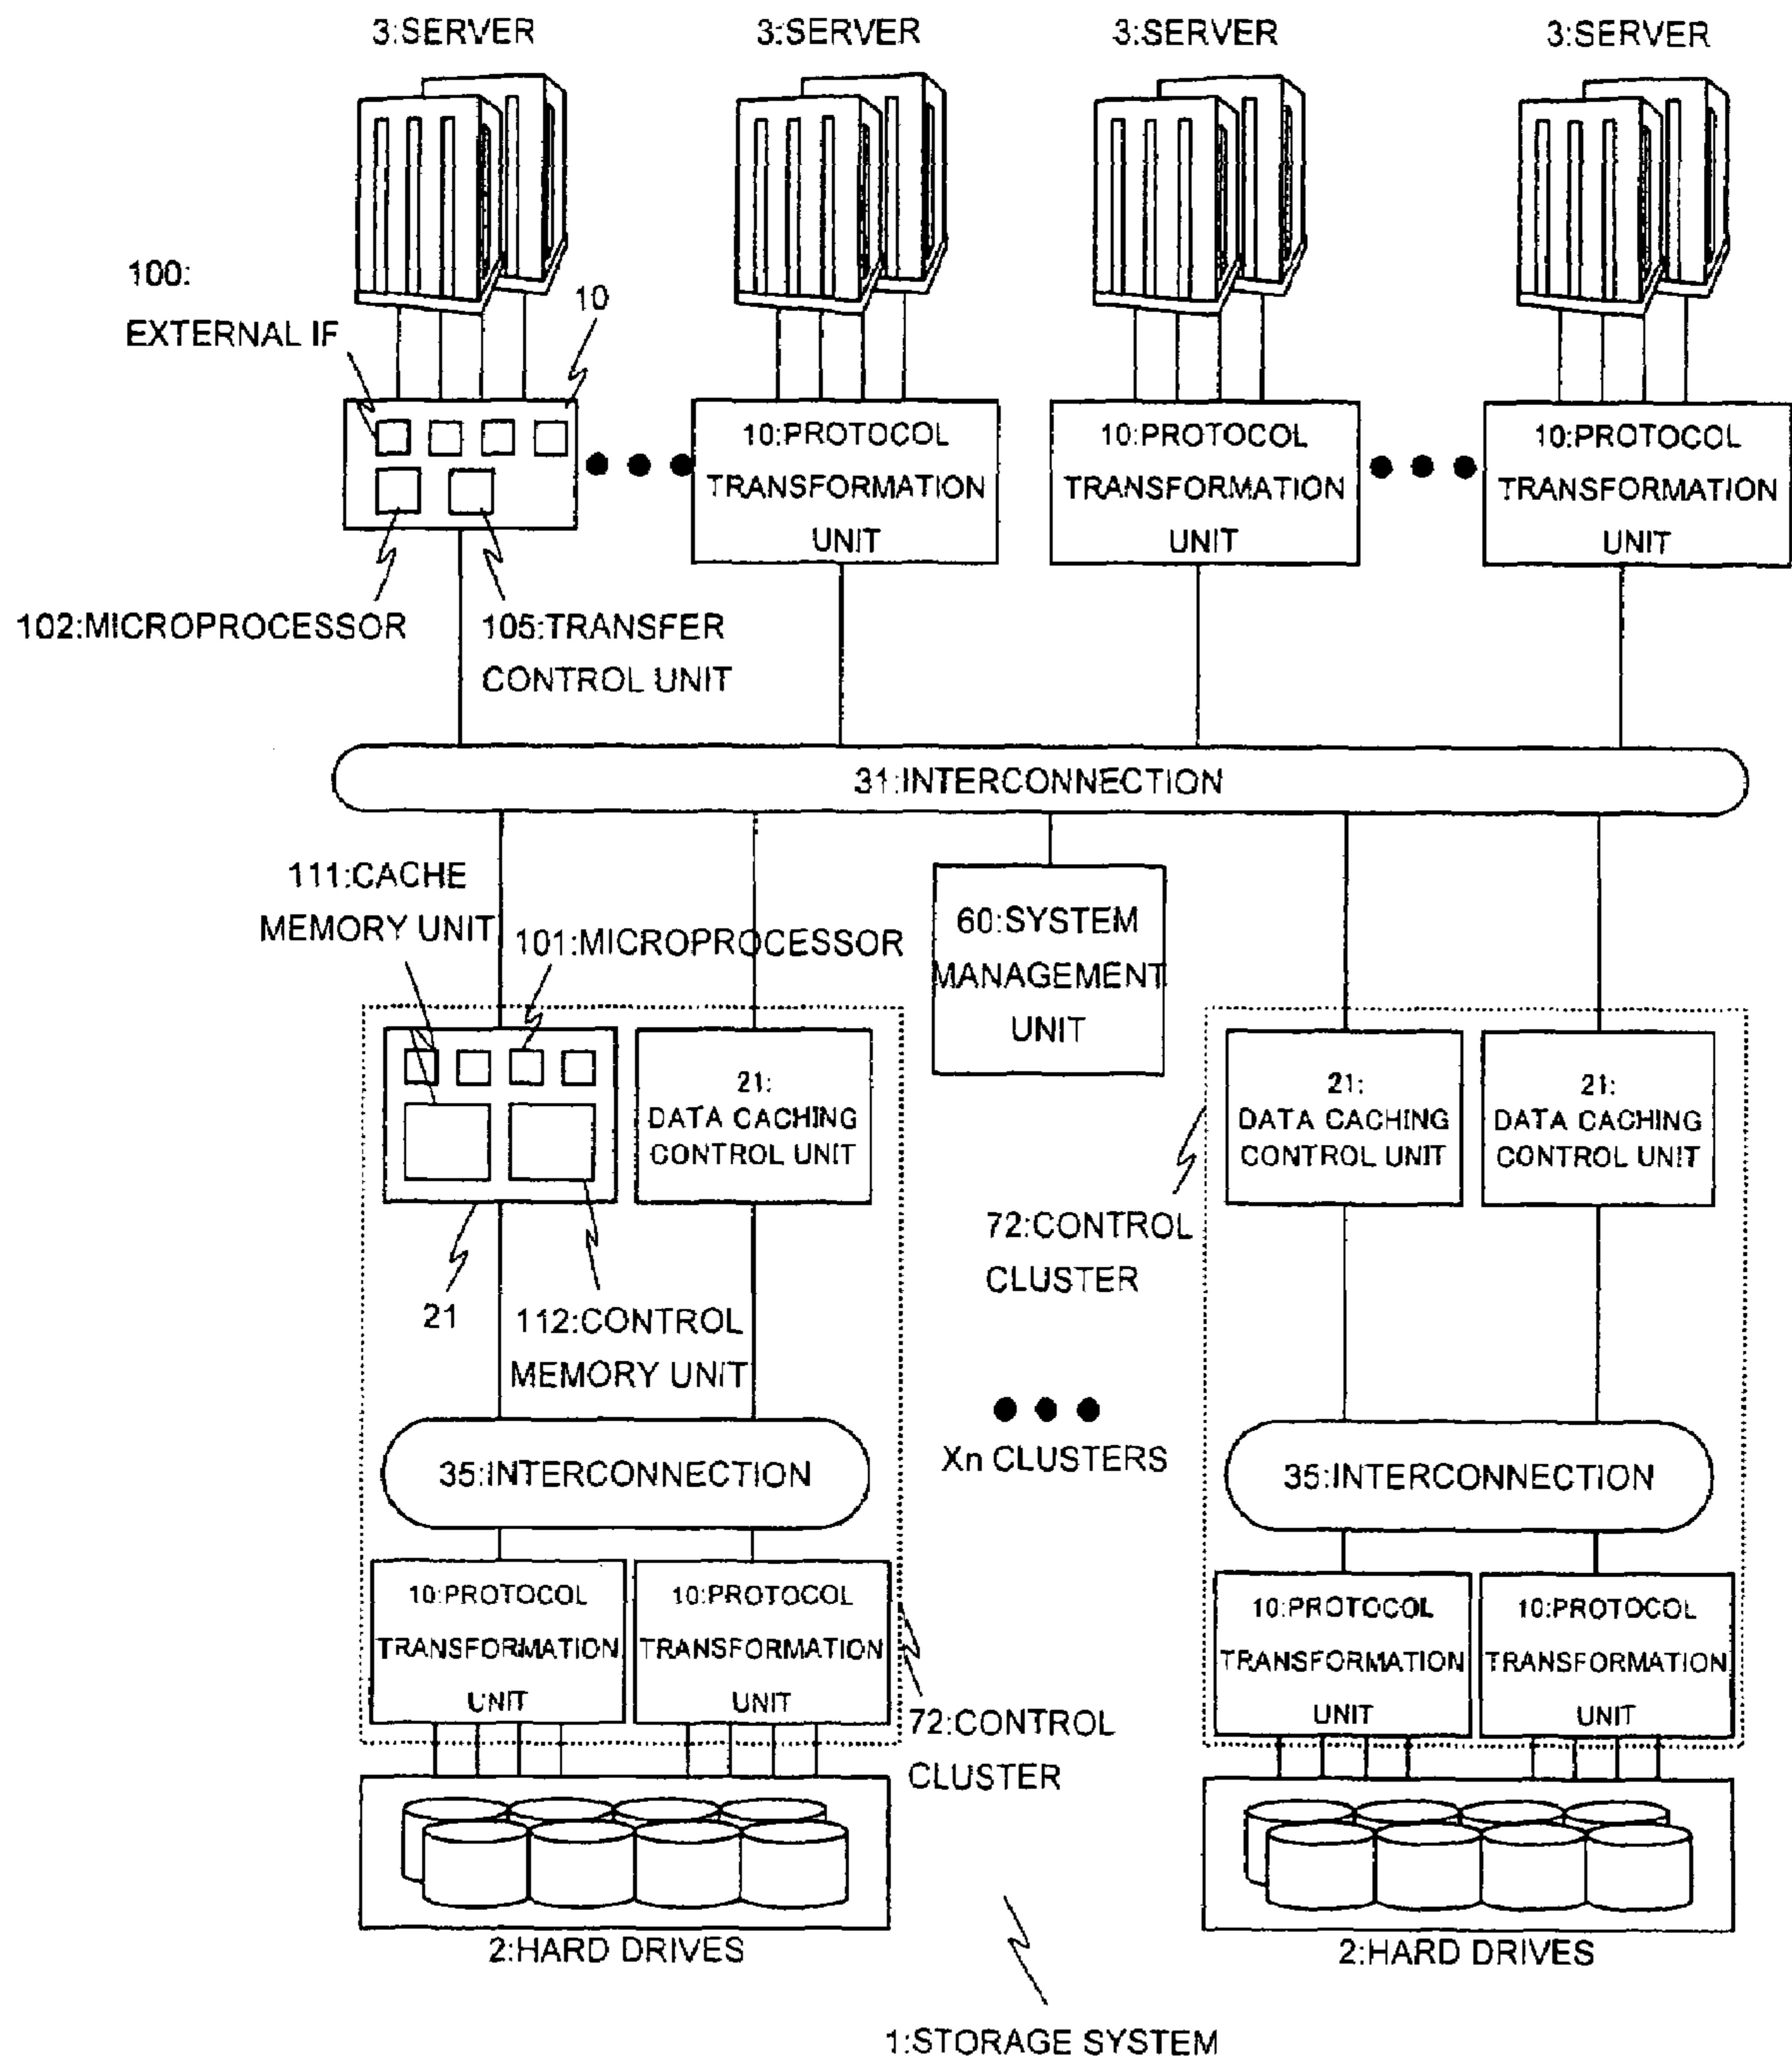 3:SERVER
3:SERVER
3:SERVER
3:SERVER
100:
EXTERNAL IF
10
10:PROTOCOL
TRANSFORMATION
UNIT
10:PROTOCOL
TRANSFORMATION
UNIT
10:PROTOCOL
TRANSFORMATION
UNIT
102:MICROPROCESSOR
105:TRANSFER
CONTROL UNIT
31:INTERCONNECTION
111:CACHE
MEMORY UNIT
101:MICROPROCESSOR
60:SYSTEM
MANAGEMENT
UNIT
21:
DATA CACHING
CONTROL UNIT
21:
DATA CACHING
CONTROL UNIT
21:
DATA CACHING
CONTROL UNIT
72:CONTROL
CLUSTER
21
112:CONTROL
MEMORY UNIT
Xn CLUSTERS
35:INTERCONNECTION
35:INTERCONNECTION
10:PROTOCOL
TRANSFORMATION
UNIT
10:PROTOCOL
TRANSFORMATION
UNIT
10:PROTOCOL
TRANSFORMATION
UNIT
10:PROTOCOL
TRANSFORMATION
UNIT
72:CONTROL
CLUSTER
2:HARD DRIVES
2:HARD DRIVES
1:STORAGE SYSTEM